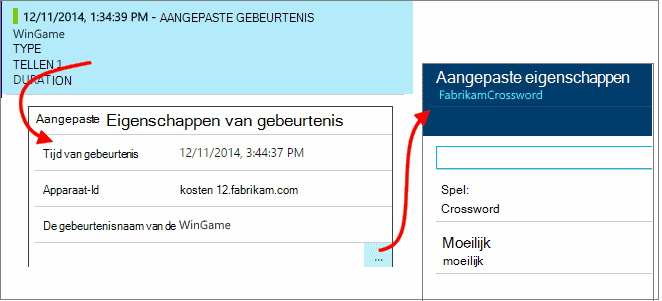 12/11/2014, 1:34:39 PM - AANGEPASTE GEBEURTENIS
WinGame
TYPE
TELLEN 1
DURATION
Aangepaste Eigenschappen van gebeurtenis
Tijd van gebeurtenis 12/11/2014, 3:44:37 PM
Apparaat-Id kosten 12.fabrikam.com
De gebeurtenisnaam van de WinGame
...
Aangepaste eigenschappen
FabrikamCrossword
Spel:
Crossword
Moeilijk
moeilijk